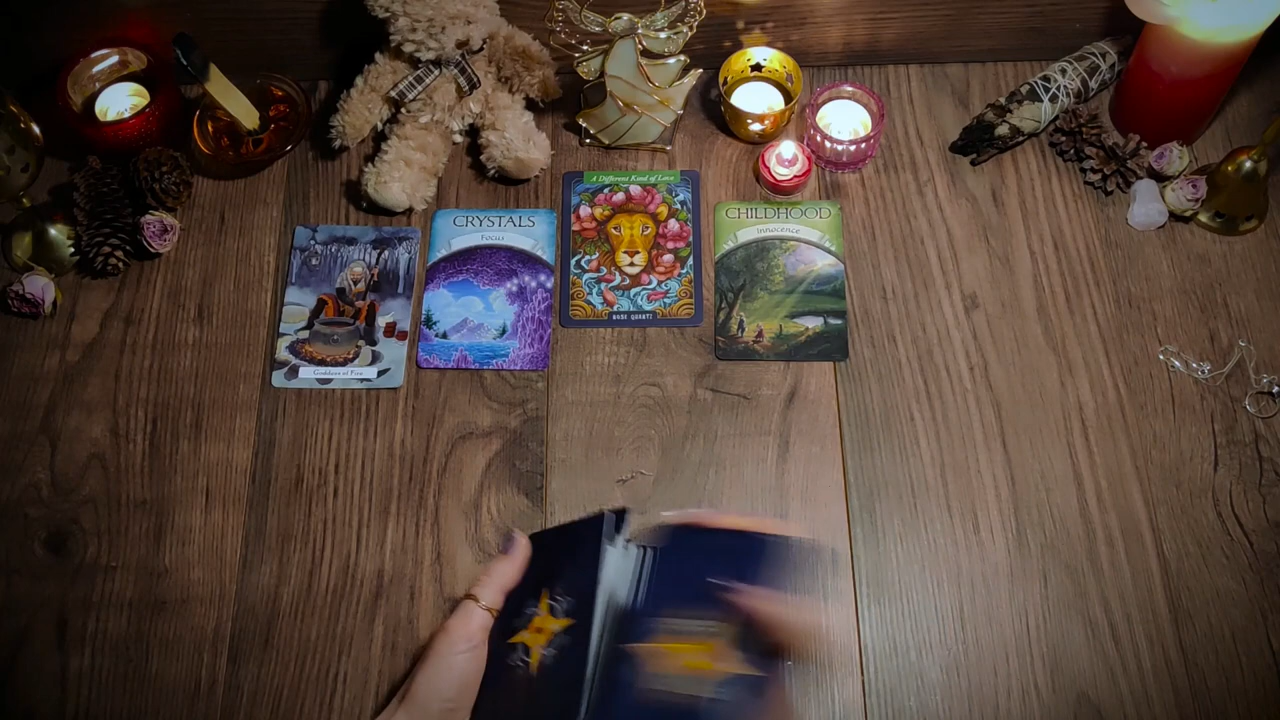 Goddess of Fire
CRYSTALS
Focus
A Different Kind of Love
ROSE QUARTZ
CHILDHOOD
Innocence